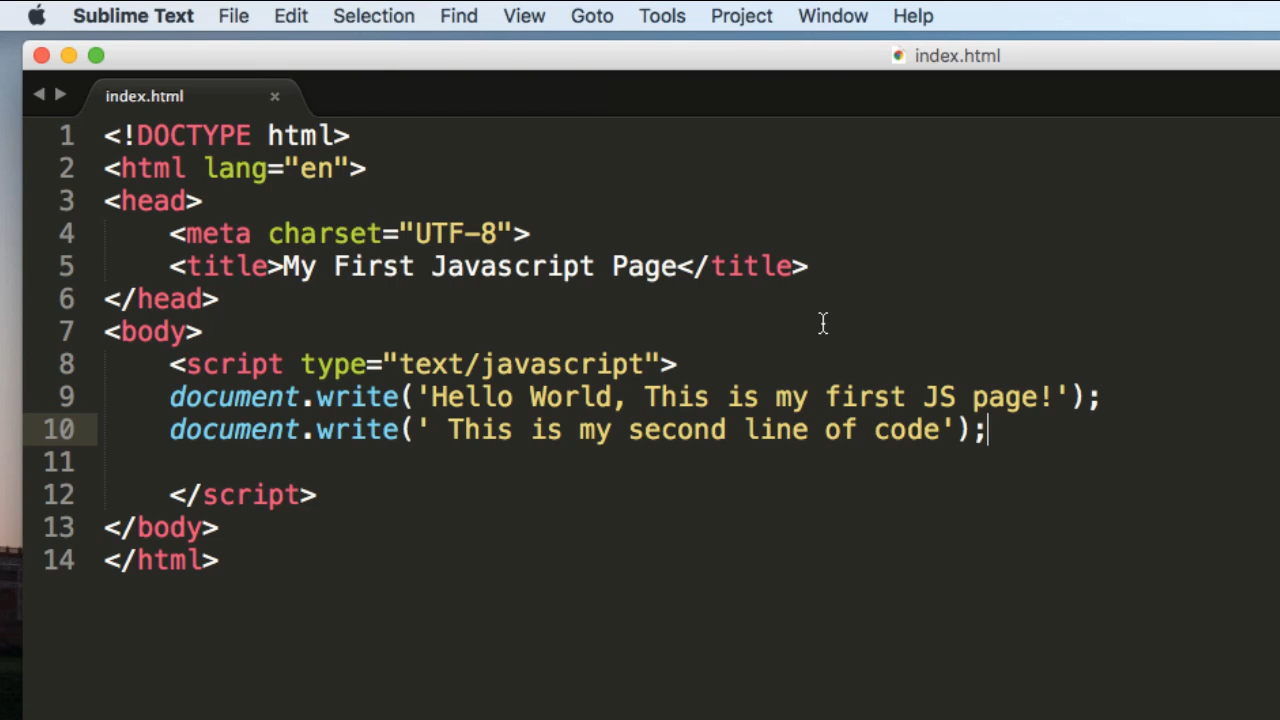 Sublime Text File Edit Selection Find View Goto Tools Project Window Help
index.html
index.html ×
1 <!DOCTYPE html>
2 <html lang="en">
3 <head>
4     <meta charset="UTF-8">
5     <title>My First Javascript Page</title>
6 </head>
7 <body>
8     <script type="text/javascript">
9     document.write('Hello World, This is my first JS page!');
10     document.write(' This is my second line of code');
11
12     </script>
13 </body>
14 </html>